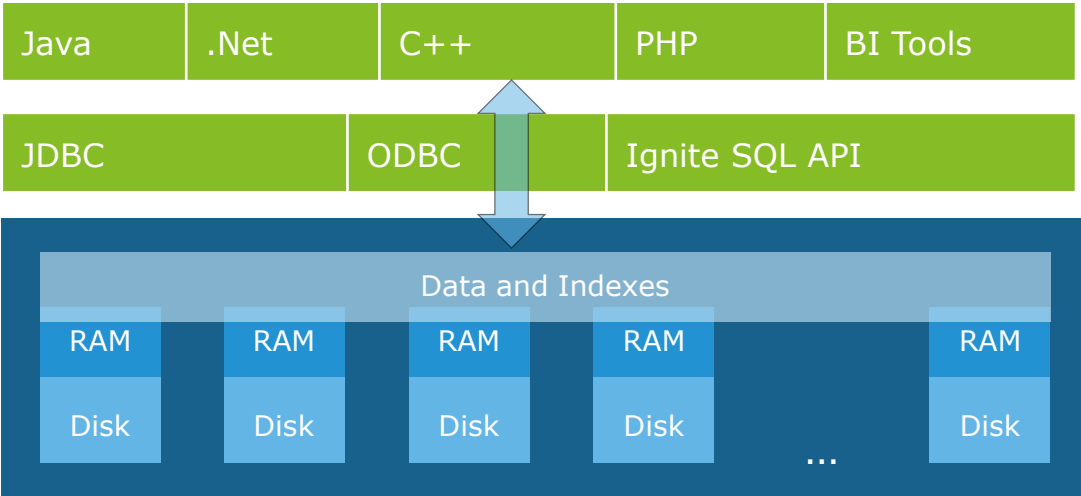 Java .Net C++ PHP BI Tools
JDBC ODBC Ignite SQL API
Data and Indexes
RAM RAM RAM RAM RAM
Disk Disk Disk Disk Disk
...